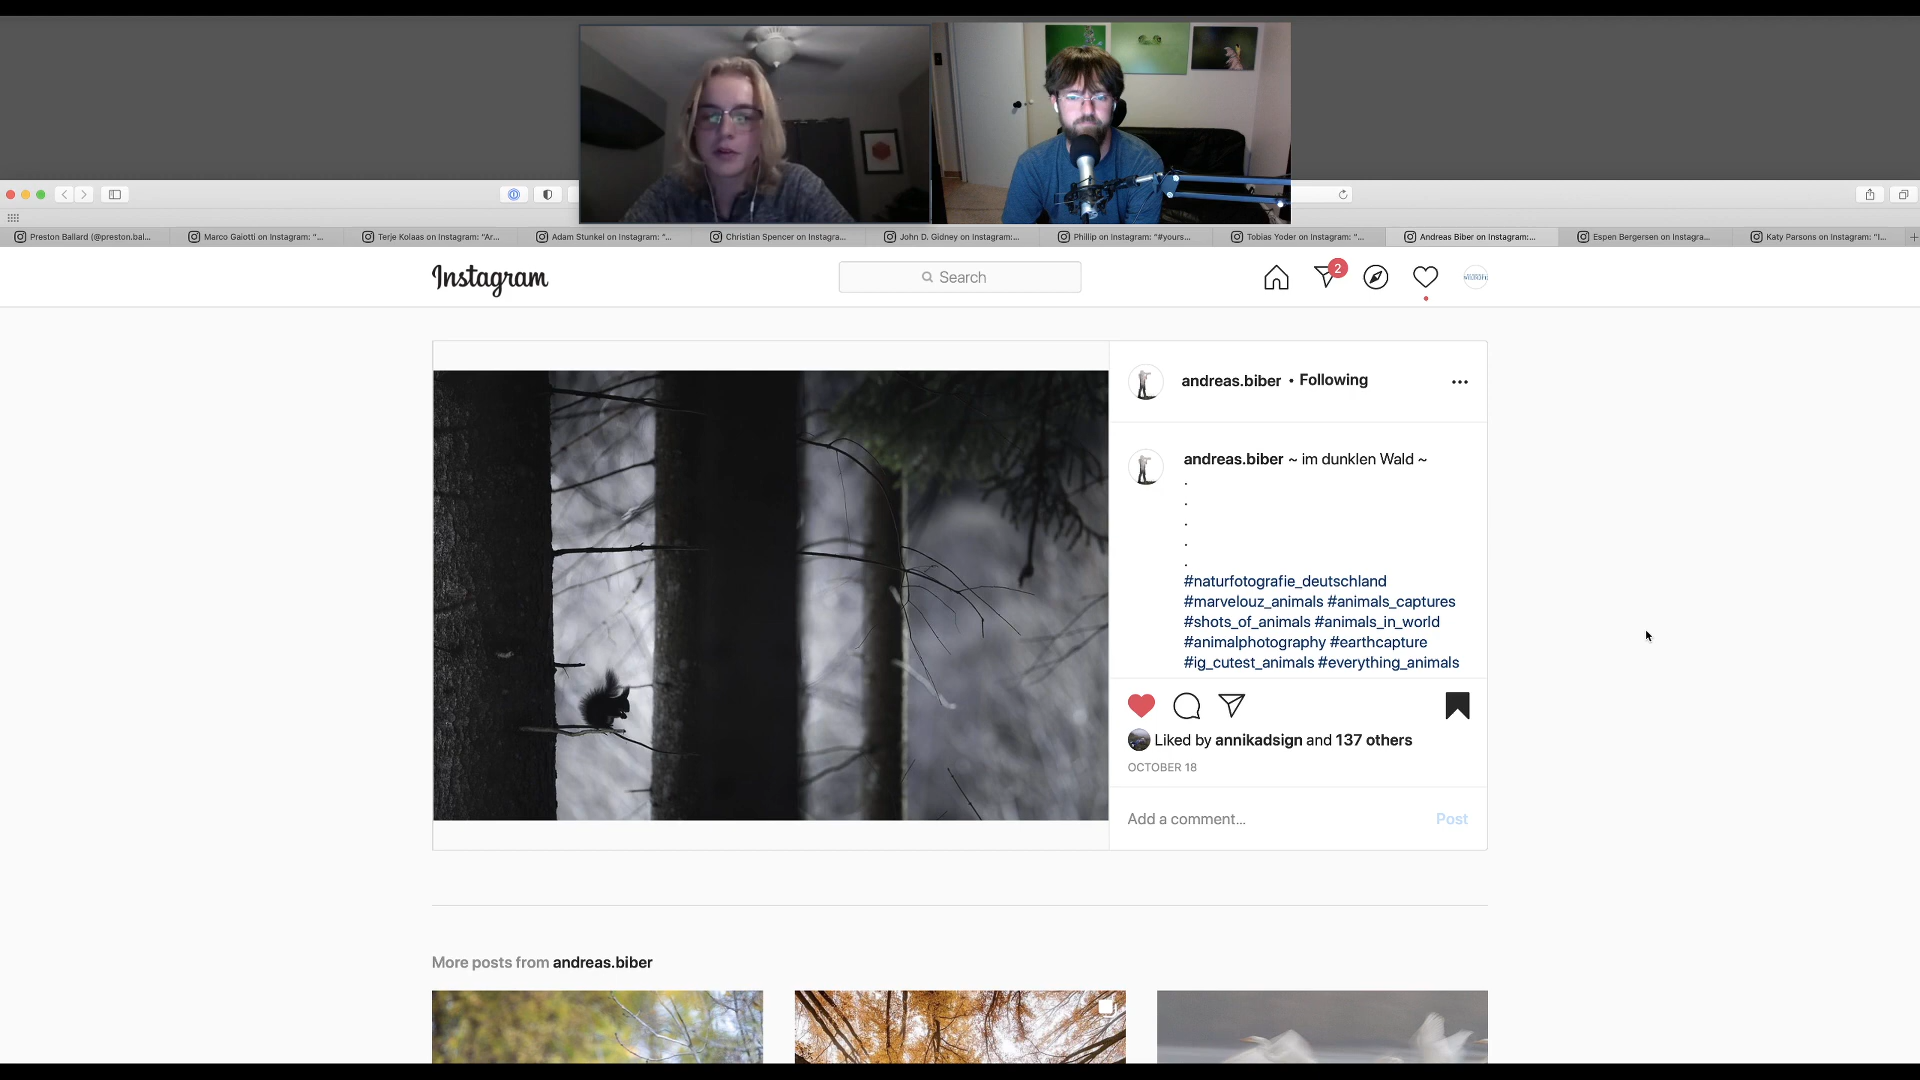 Preston Ballard (@preston.bal...
Marco Gaiotti on Instagram: "...
Terje Kolaas on Instagram: "Ar...
Adam Stunkel on Instagram: "...
Christian Spencer on Instagra...
John D. Gidney on Instagram:...
Phillip on Instagram: "#yours...
Tobias Yoder on Instagram: "...
Andreas Biber on Instagram:...
Espen Bergersen on Instagra...
Katy Parsons on Instagram: "I...
Instagram
Search
2
andreas.biber • Following
andreas.biber ~ im dunklen Wald ~
.
.
.
.
.
#naturfotografie_deutschland
#marvelouz_animals #animals_captures
#shots_of_animals #animals_in_world
#animalphotography #earthcapture
#ig_cutest_animals #everything_animals
Liked by annikadsign and 137 others
OCTOBER 18
Add a comment...
Post
More posts from andreas.biber